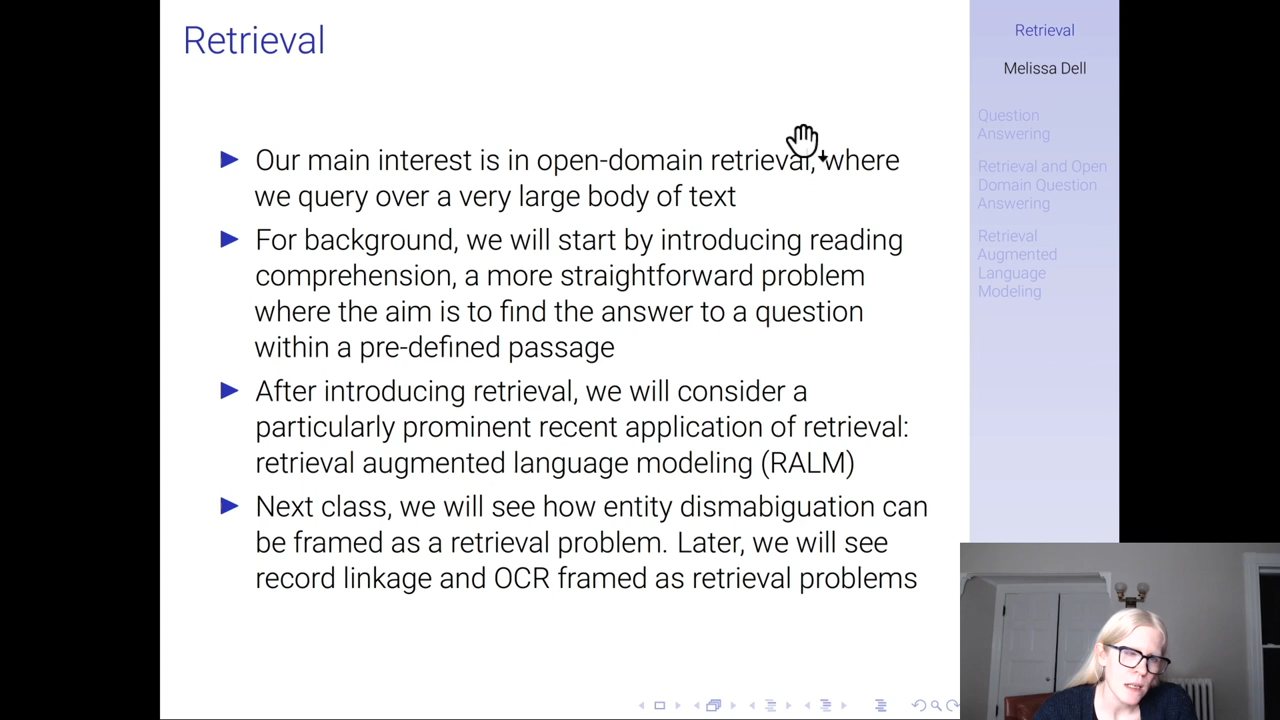 Retrieval
Our main interest is in open-domain retrieval, where
we query over a very large body of text
For background, we will start by introducing reading
comprehension, a more straightforward problem
where the aim is to find the answer to a question
within a pre-defined passage
After introducing retrieval, we will consider a
particularly prominent recent application of retrieval:
retrieval augmented language modeling (RALM)
Next class, we will see how entity dismabiguation can
be framed as a retrieval problem. Later, we will see
record linkage and OCR framed as retrieval problems
Retrieval
Melissa Dell
Question
Answering
Retrieval and Open
Domain Question
Answering
Retrieval
Augmented
Language
Modeling